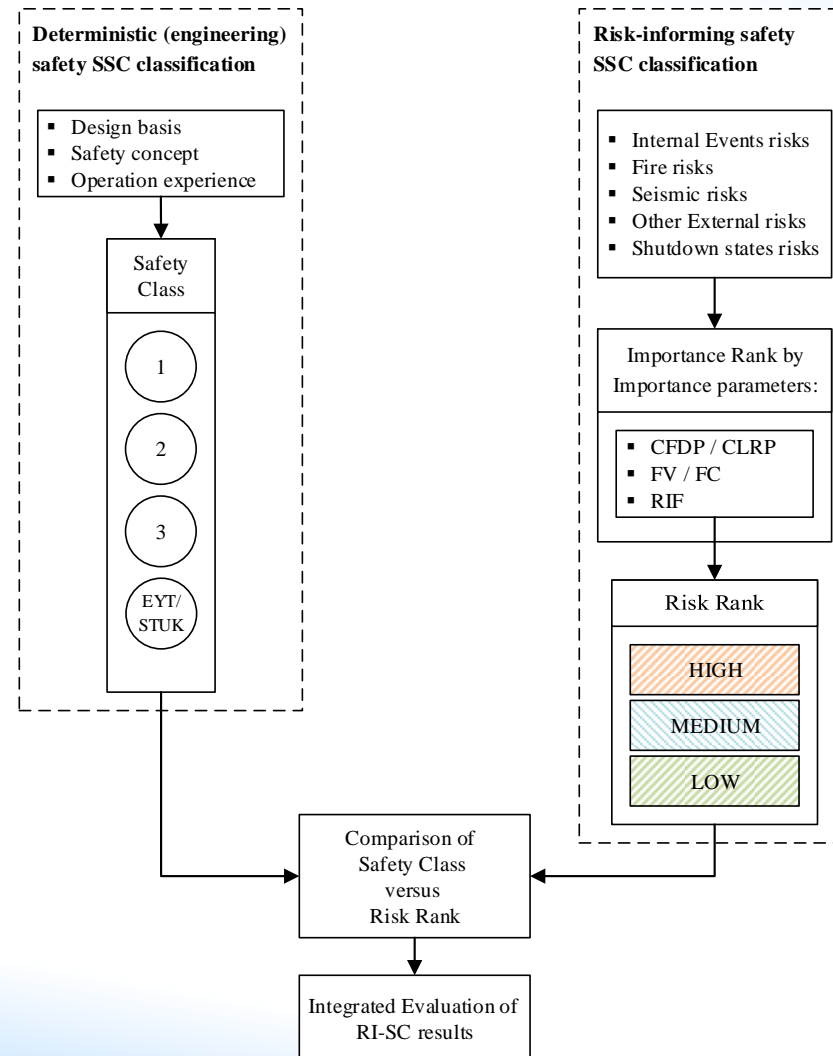 Deterministic (engineering)
safety SSC classification
▪ Design basis
▪ Safety concept
▪ Operation experience
Safety
Class
1
2
3
EYT/
STUK
Risk-informing safety
SSC classification
▪ Internal Events risks
▪ Fire risks
▪ Seismic risks
▪ Other External risks
▪ Shutdown states risks
Importance Rank by
Importance parameters:
▪ CFDP / CLRP
▪ FV / FC
▪ RIF
Risk Rank
HIGH
MEDIUM
LOW
Comparison of
Safety Class
versus
Risk Rank
Integrated Evaluation of
RI-SC results